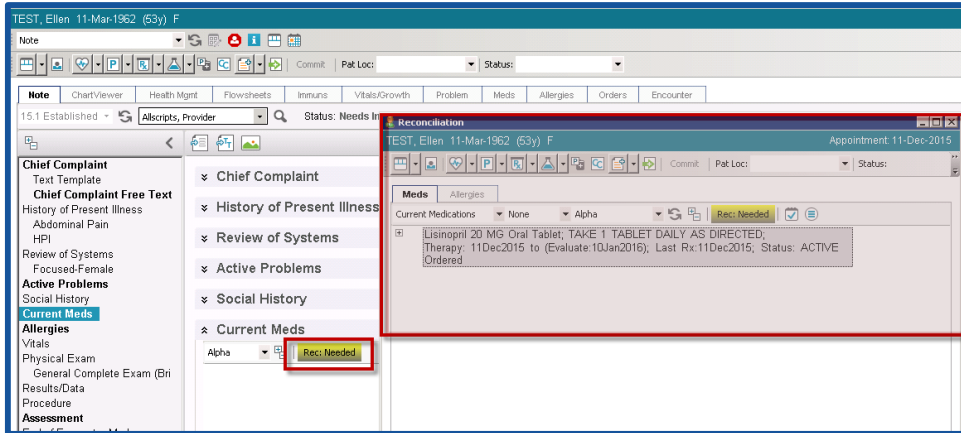 TEST, Ellen 11-Mar-1962 (53y) F
Note
Commit Pat Loc: Status:
Note ChartViewer Health Mgmt Flowsheets Immuns Vitals/Growth Problem Meds Allergies Orders Encounter
15.1 Established Allscripts, Provider Status: Needs In
Chief Complaint
Text Template
Chief Complaint Free Text
History of Present Illness
Abdominal Pain
HPI
Review of Systems
Focused-Female
Active Problems
Social History
Current Meds
Allergies
Vitals
Physical Exam
General Complete Exam (Bri
Results/Data
Procedure
Assessment
Chief Complaint
History of Present Illness
Review of Systems
Active Problems
Social History
Current Meds
Alpha Rec: Needed
Reconciliation
TEST, Ellen 11-Mar-1962 (53y) F Appointment: 11-Dec-2015
Commit Pat Loc: Status:
Meds Allergies
Current Medications None Alpha Rec: Needed
Lisinopril 20 MG Oral Tablet; TAKE 1 TABLET DAILY AS DIRECTED;
Therapy: 11Dec2015 to (Evaluate:10Jan2016); Last Rx:11Dec2015; Status: ACTIVE
Ordered